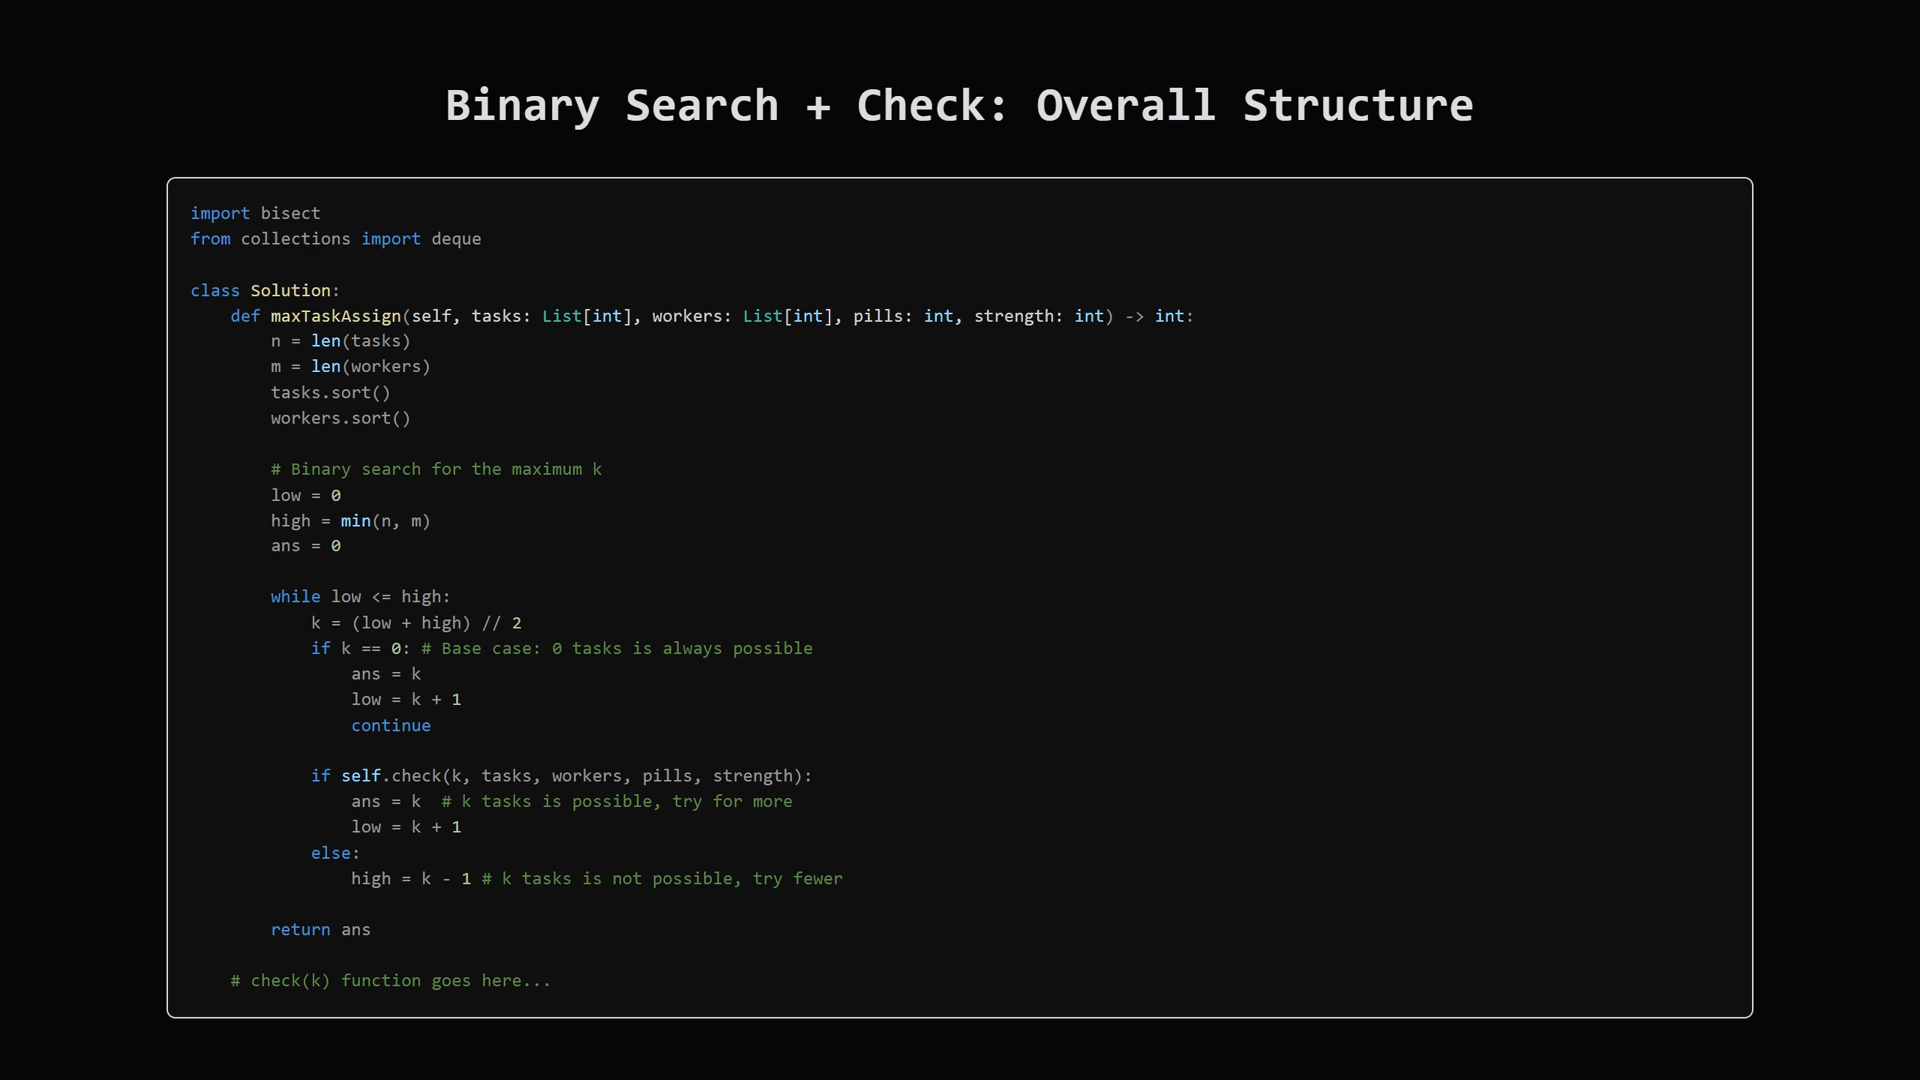 Binary Search + Check: Overall Structure
import bisect
from collections import deque
class Solution:
    def maxTaskAssign(self, tasks: List[int], workers: List[int], pills: int, strength: int) -> int:
        n = len(tasks)
        m = len(workers)
        tasks.sort()
        workers.sort()
        # Binary search for the maximum k
        low = 0
        high = min(n, m)
        ans = 0
        while low <= high:
            k = (low + high) // 2
            if k == 0: # Base case: 0 tasks is always possible
                ans = k
                low = k + 1
                continue
            if self.check(k, tasks, workers, pills, strength):
                ans = k  # k tasks is possible, try for more
                low = k + 1
            else:
                high = k - 1 # k tasks is not possible, try fewer
        return ans
    # check(k) function goes here...